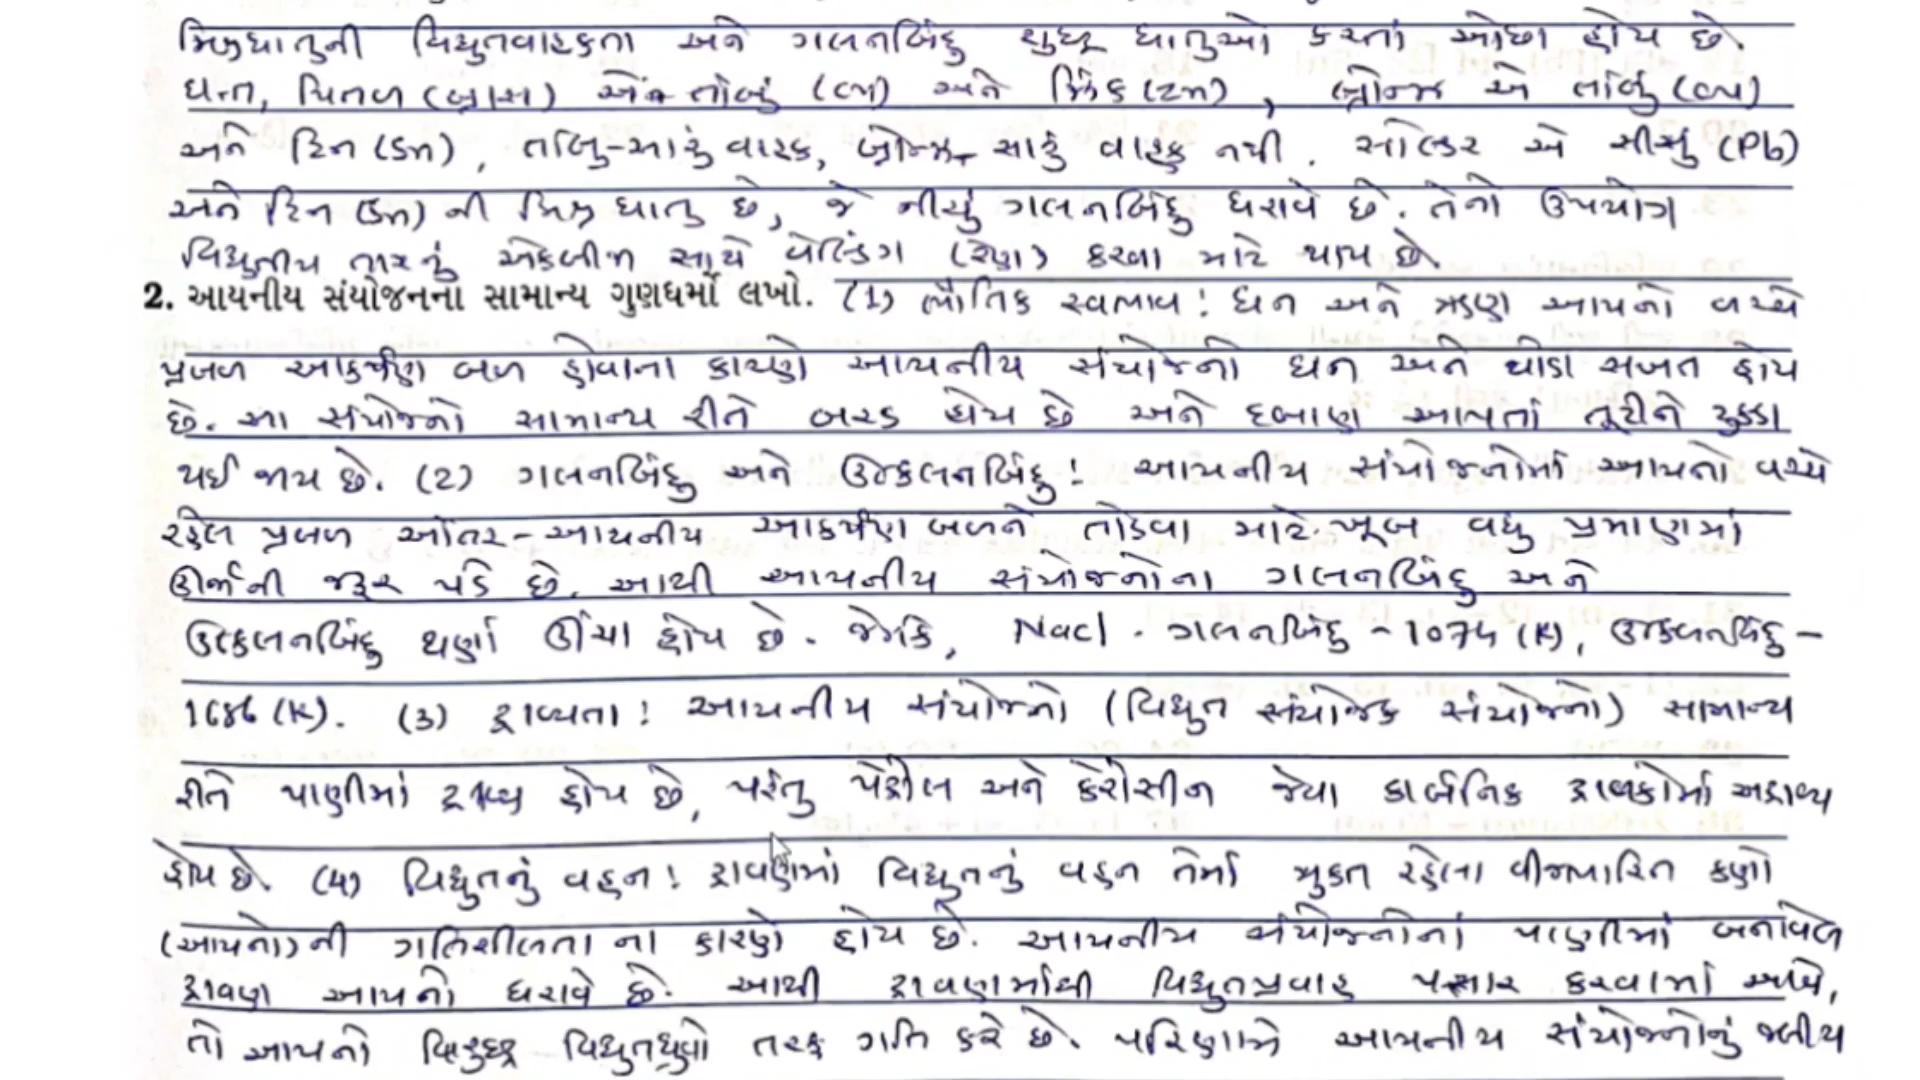 મિશ્રધાતુની વિદ્યુતવાહકતા અને ગલનબિંદુ શુદ્ધ ધાતુઓ કરતાં ઓછા હોય છે.
દા.ત, પિતળ (બ્રાસ) એ તાંબું (Cu) અને ઝિંક (Zn), બ્રોન્ઝ એ તાંબું (Cu)
અને ટિન (Sn), તાંબુ-સારું વાહક, બ્રોન્ઝ- સારું વાહક નથી. સોલ્ડર એ સીસું (Pb)
અને ટિન (Sn) ની મિશ્ર ધાતુ છે, જે નીચું ગલનબિંદુ ધરાવે છે. તેનો ઉપયોગ
વિદ્યુતીય તારનું એકબીજા સાથે વેલ્ડિંગ (રેણ) કરવા માટે થાય છે.
2. આયનીય સંયોજનના સામાન્ય ગુણધર્મો લખો. (1) ભૌતિક સ્વભાવ : ધન અને ઋણ આયનો વચ્ચે
પ્રબળ આકર્ષણ બળ હોવાના કારણે આયનીય સંયોજનો ઘન અને થોડા સખત હોય
છે. આ સંયોજનો સામાન્ય રીતે બરડ હોય છે અને દબાણ આપતાં તૂટીને ટુકડા
થઈ જાય છે. (2) ગલનબિંદુ અને ઉત્કલનબિંદુ : આયનીય સંયોજનોમાં આયનો વચ્ચે
રહેલ પ્રબળ આંતર-આયનીય આકર્ષણ બળને તોડવા માટે ખૂબ વધુ પ્રમાણમાં
ઊર્જાની જરૂર પડે છે. આથી આયનીય સંયોજનોના ગલનબિંદુ અને
ઉત્કલનબિંદુ ઘણાં ઊંચા હોય છે. જેમકે, Nacl. ગલનબિંદુ - 1074 (K), ઉત્કલનબિંદુ -
1686 (K). (3) દ્રાવ્યતા : આયનીય સંયોજનો (વિદ્યુત સંયોજક સંયોજનો) સામાન્ય
રીતે પાણીમાં દ્રાવ્ય હોય છે, પરંતુ પેટ્રોલ અને કેરોસીન જેવા કાર્બનિક દ્રાવકોમાં અદ્રાવ્ય
હોય છે. (4) વિદ્યુતનું વહન : દ્રાવણમાં વિદ્યુતનું વહન તેમાં મુક્ત રહેલા વીજભારિત કણો
(આયનો)ની ગતિશીલતા ના કારણે હોય છે. આયનીય સંયોજનોનાં પાણીમાં બનાવેલ
દ્રાવણ આયનો ધરાવે છે. આથી દ્રાવણમાંથી વિદ્યુતપ્રવાહ પસાર કરવામાં આવે,
તો આયનો વિરુદ્ધ વિદ્યુતધ્રુવો તરફ ગતિ કરે છે. પરિણામે આયનીય સંયોજનોનું જલીય